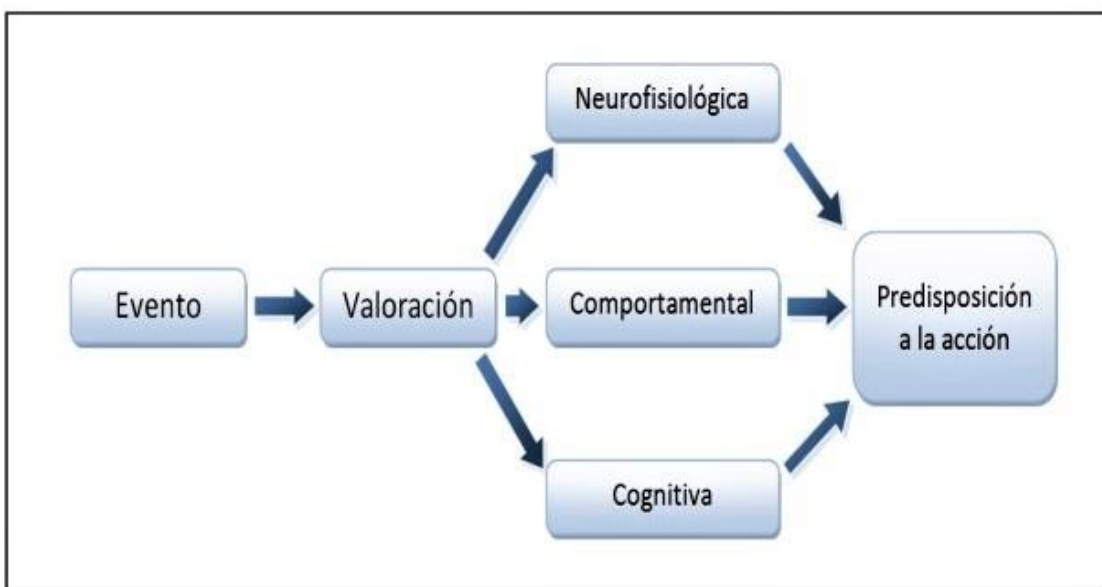 Neurofisiológica
Evento
Valoración
Comportamental
Predisposición
a la acción
Cognitiva